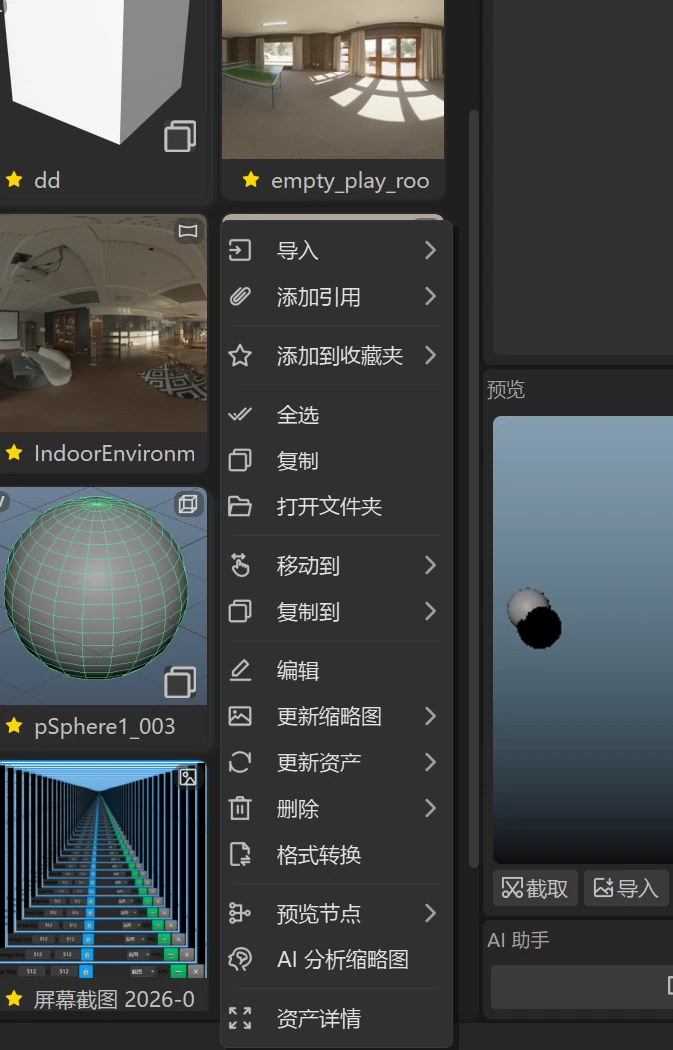 dd
empty_play_roo
导入
添加引用
添加到收藏夹
全选
复制
打开文件夹
移动到
复制到
编辑
更新缩略图
更新资产
删除
格式转换
预览节点
AI 分析缩略图
资产详情
IndoorEnvironm
pSphere1_003
屏幕截图 2026-0
预览
截取
导入
AI 助手